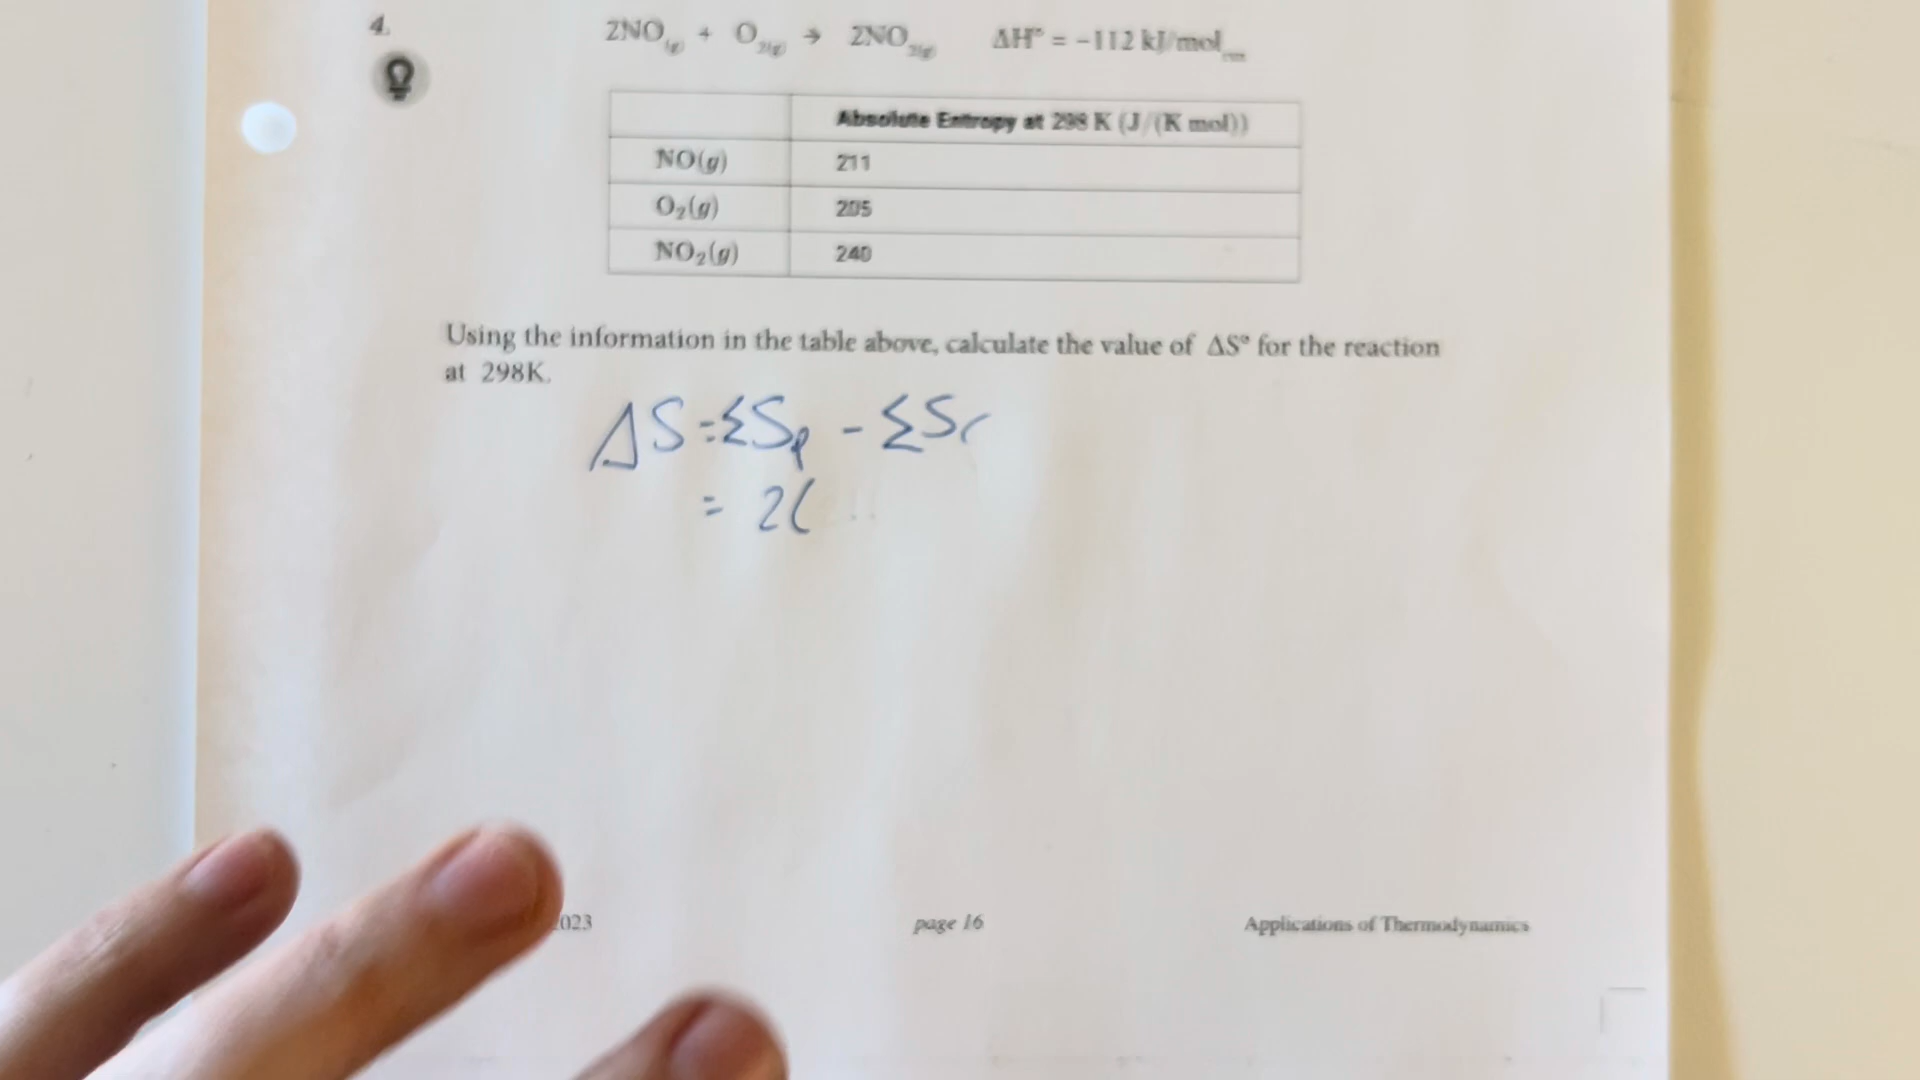 4.
2NO(g) + O2(g) → 2NO2(g) ΔH° = −112 kJ/mol
Absolute Entropy at 298 K (J/(K mol))
NO(g) 211
O₂(g) 205
NO₂(g) 240
Using the information in the table above, calculate the value of ΔS° for the reaction
at 298K.
ΔS = ΣSp - ΣSr
= 2(
023 page 16 Applications of Thermodynamics